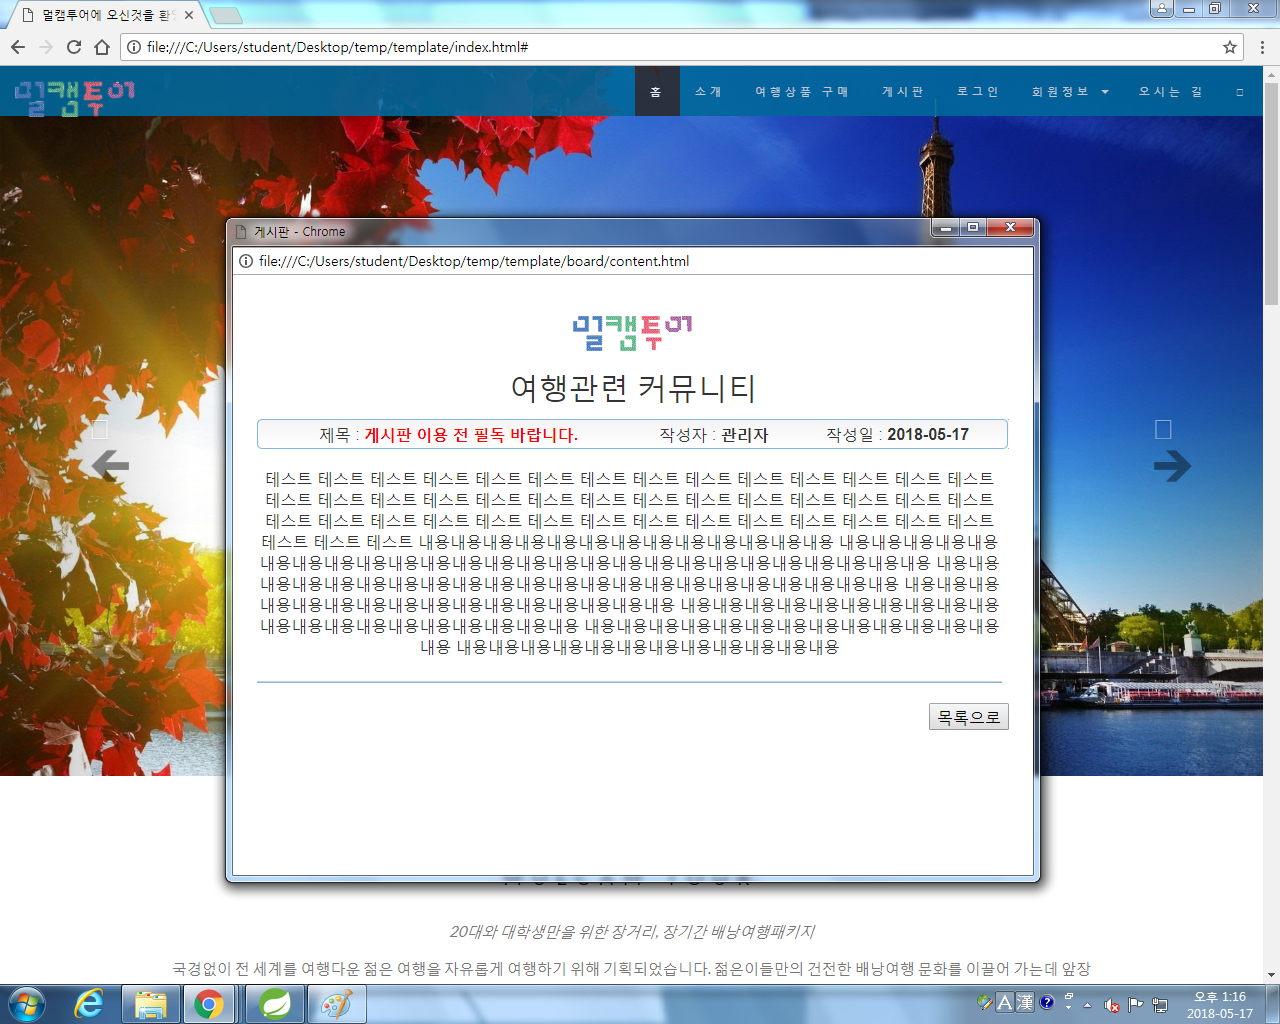 멀캠투어에 오신것을 환영
file:///C:/Users/student/Desktop/temp/template/index.html#
멀캠투어
홈 소개 여행상품 구매 게시판 로그인 회원정보 오시는 길
게시판 - Chrome
file:///C:/Users/student/Desktop/temp/template/board/content.html
멀캠투어
여행관련 커뮤니티
제목 : 게시판 이용 전 필독 바랍니다. 작성자 : 관리자 작성일 : 2018-05-17
테스트 테스트 테스트 테스트 테스트 테스트 테스트 테스트 테스트 테스트 테스트 테스트 테스트 테스트
테스트 테스트 테스트 테스트 테스트 테스트 테스트 테스트 테스트 테스트 테스트 테스트 테스트 테스트
테스트 테스트 테스트 테스트 테스트 테스트 테스트 테스트 테스트 테스트 테스트 테스트 테스트 테스트
테스트 테스트 테스트 내용내용내용내용내용내용내용내용내용내용내용내용내용 내용내용내용내용내용
내용내용내용내용내용내용내용내용내용내용내용내용내용내용내용내용내용내용내용내용내용 내용내용
내용내용내용내용내용내용내용내용내용내용내용내용내용내용내용내용내용내용내용내용 내용내용내용
내용내용내용내용내용내용내용내용내용내용내용내용내용 내용내용내용내용내용내용내용내용내용내용
내용내용내용내용내용내용내용내용내용내용 내용내용내용내용내용내용내용내용내용내용내용내용내용
내용 내용내용내용내용내용내용내용내용내용내용내용내용
목록으로
20대와 대학생만을 위한 장거리, 장기간 배낭여행패키지
국경없이 전 세계를 여행다운 젊은 여행을 자유롭게 여행하기 위해 기획되었습니다. 젊은이들만의 건전한 배낭여행 문화를 이끌어 가는데 앞장
A 漢
오후 1:16
2018-05-17